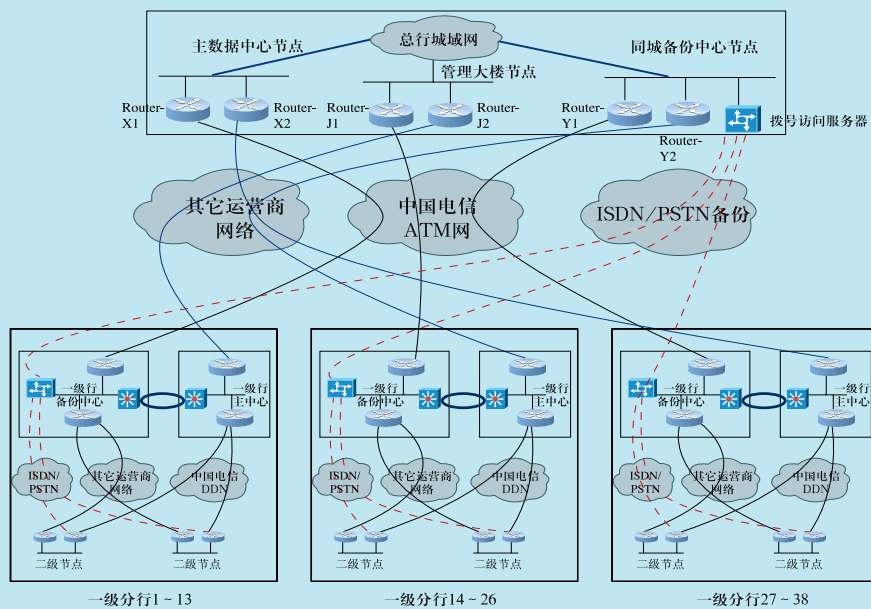 总行城域网
主数据中心节点
同城备份中心节点
管理大楼节点
Router-
X1
Router-
X2
Router-
J1
Router-
J2
Router-
Y1
Router-
Y2
拨号访问服务器
其它运营商
网络
中国电信
ATM网
ISDN/PSTN备份
一级行
备份中心
一级行
主中心
ISDN/
PSTN
其它运营商
网络
中国电信
DDN
二级节点
二级节点
一级分行1~13
一级行
备份中心
一级行
主中心
ISDN/
PSTN
其它运营商
网络
中国电信
DDN
二级节点
二级节点
一级分行14~26
一级行
备份中心
一级行
主中心
ISDN/
PSTN
其它运营商
网络
中国电信
DDN
二级节点
二级节点
一级分行27~38